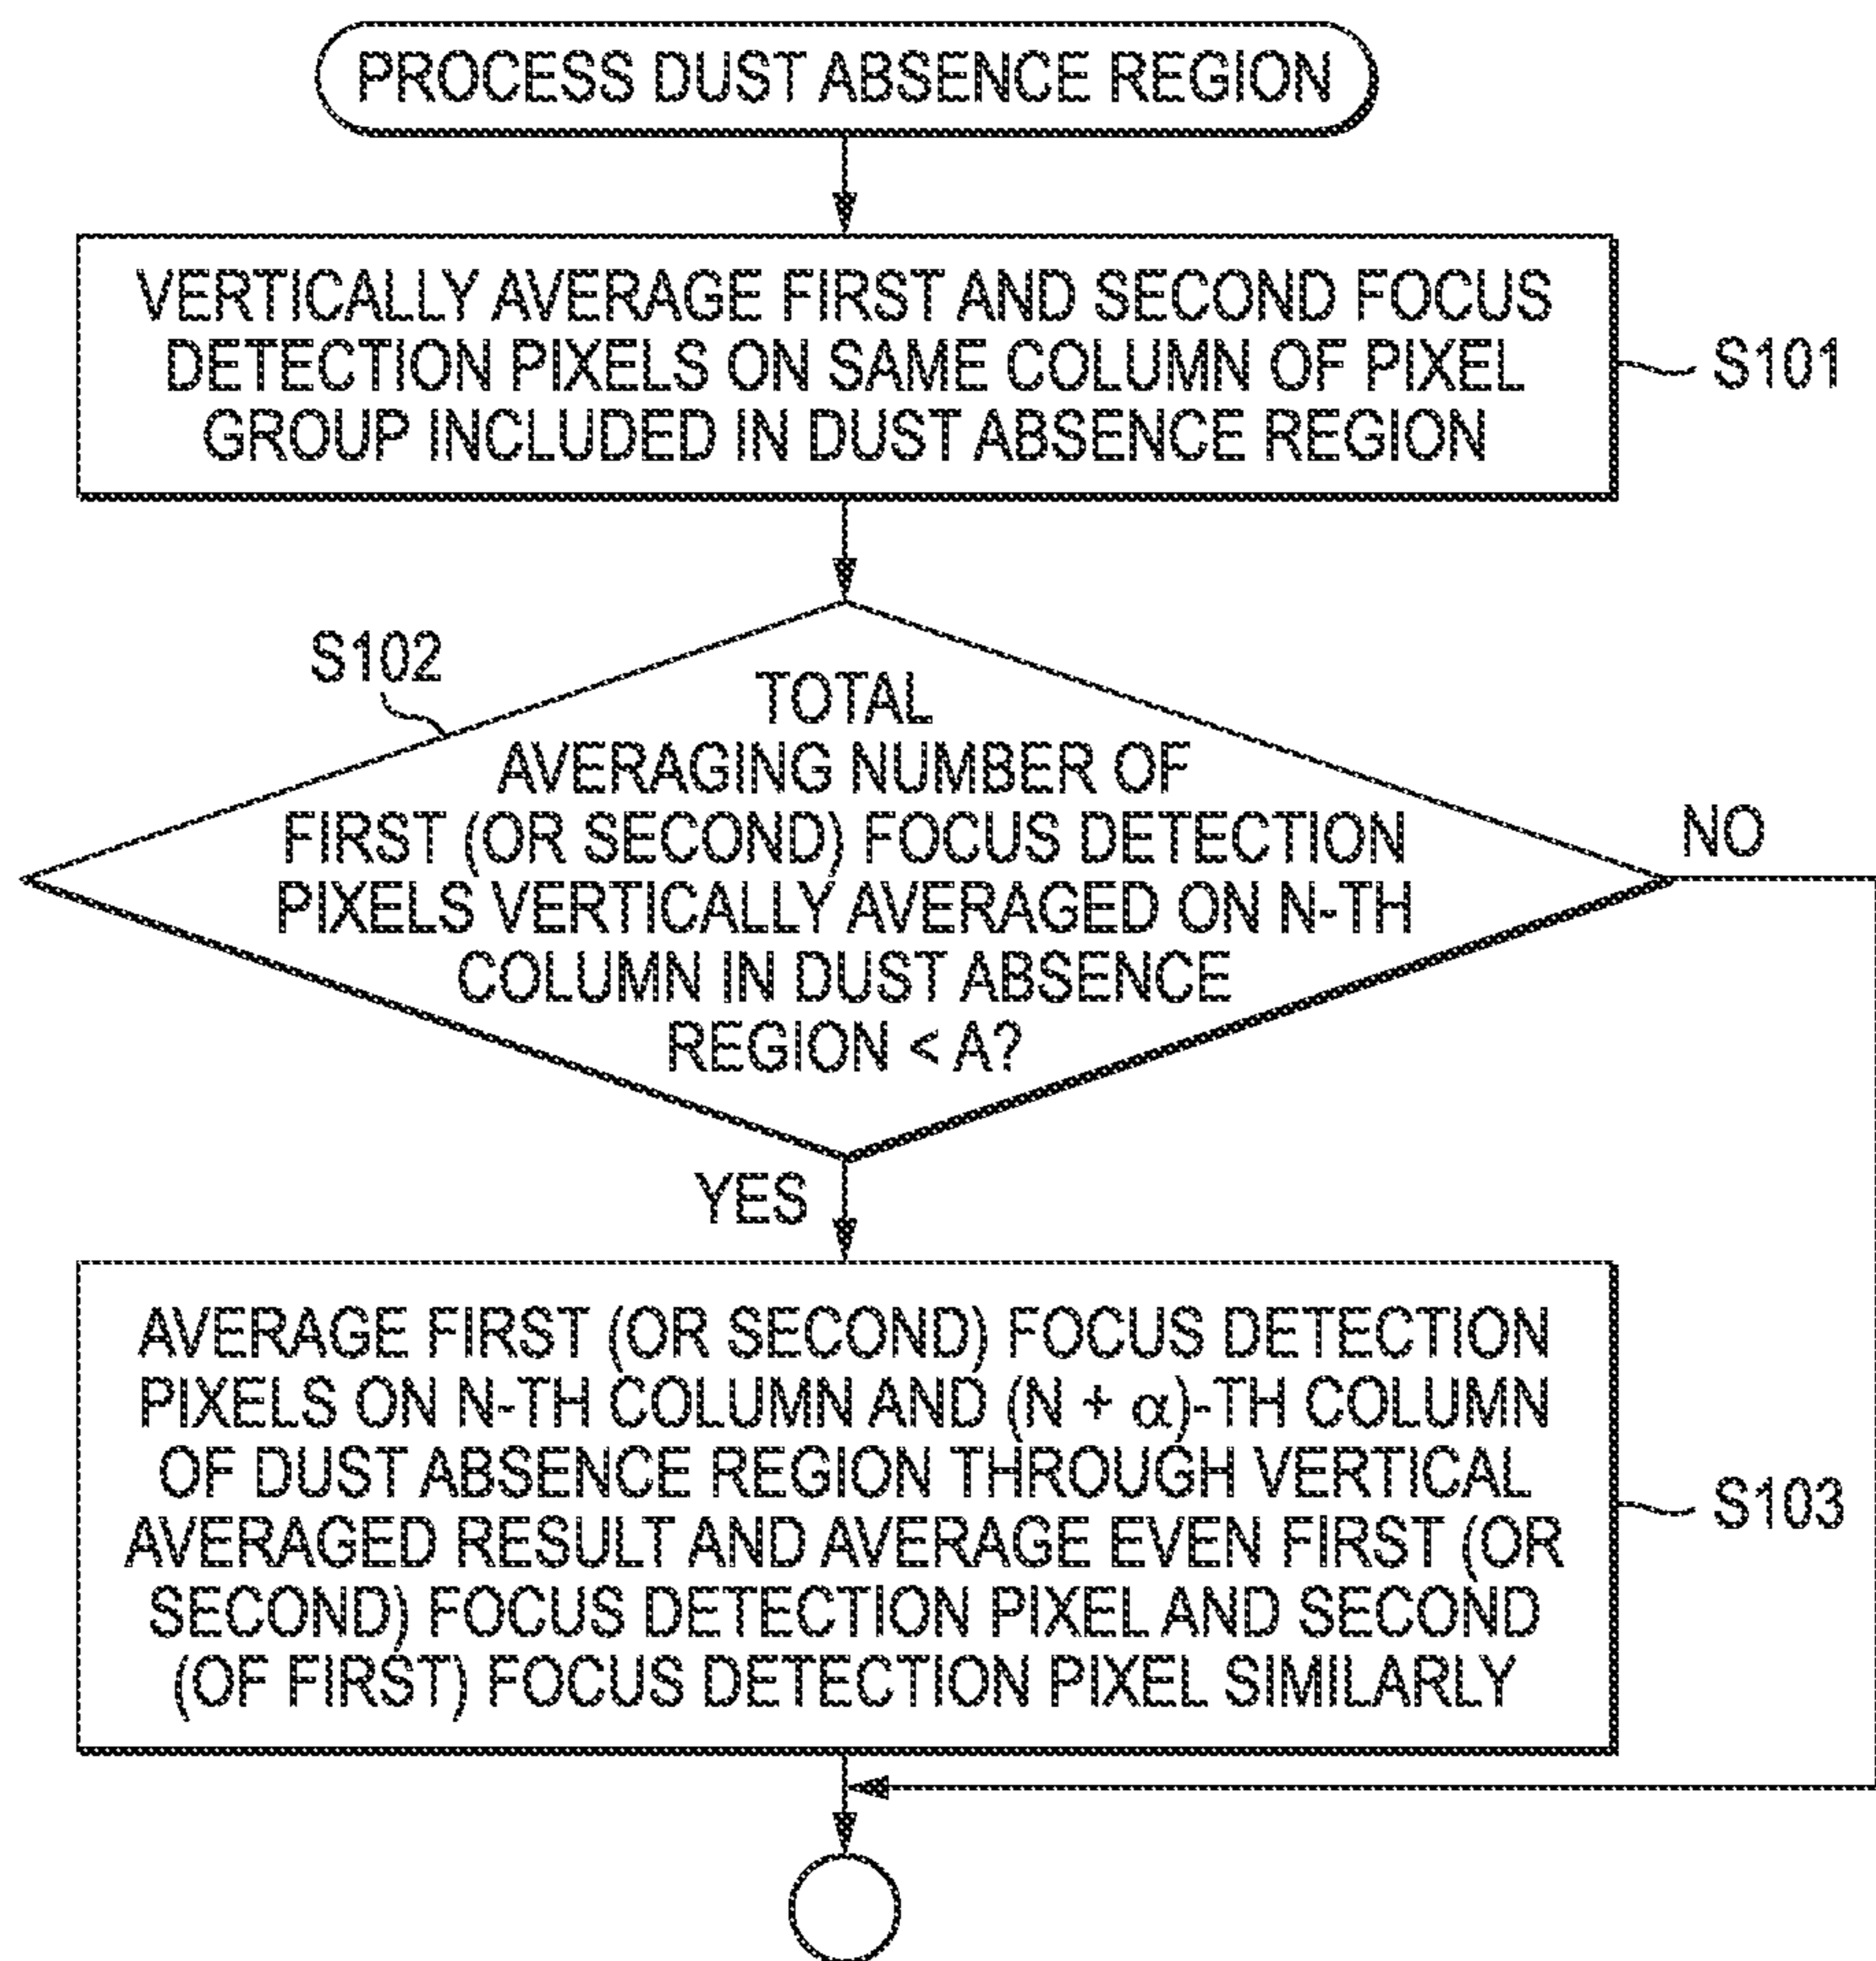 PROCESS DUST ABSENCE REGION
VERTICALLY AVERAGE FIRST AND SECOND FOCUS
DETECTION PIXELS ON SAME COLUMN OF PIXEL
GROUP INCLUDED IN DUST ABSENCE REGION
S101
S102
TOTAL
AVERAGING NUMBER OF
FIRST (OR SECOND) FOCUS DETECTION
PIXELS VERTICALLY AVERAGED ON N-TH
COLUMN IN DUST ABSENCE
REGION < A?
NO
YES
AVERAGE FIRST (OR SECOND) FOCUS DETECTION
PIXELS ON N-TH COLUMN AND (N + α)-TH COLUMN
OF DUST ABSENCE REGION THROUGH VERTICAL
AVERAGED RESULT AND AVERAGE EVEN FIRST (OR
SECOND) FOCUS DETECTION PIXEL AND SECOND
(OF FIRST) FOCUS DETECTION PIXEL SIMILARLY
S103